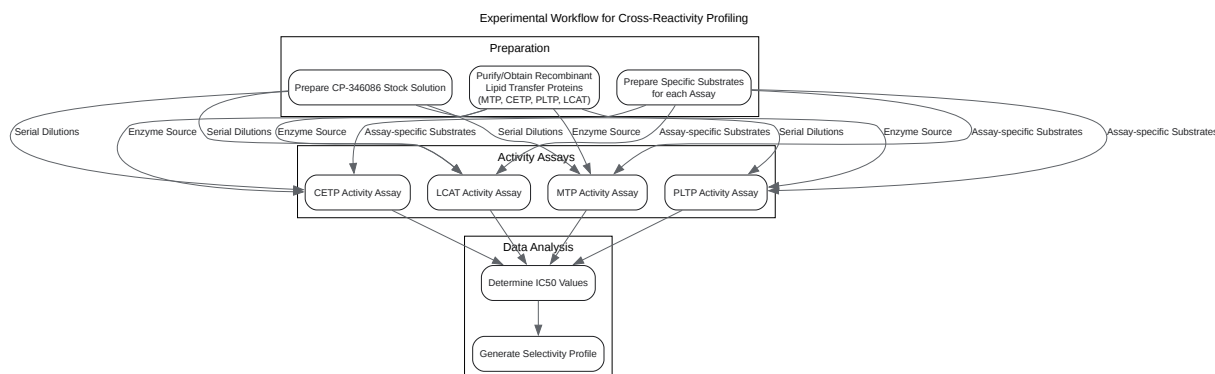 Experimental Workflow for Cross-Reactivity Profiling
Preparation
Prepare CP-346086 Stock Solution
Purify/Obtain Recombinant
Lipid Transfer Proteins
(MTP, CETP, PLTP, LCAT)
Prepare Specific Substrates
for each Assay
Serial Dilutions
Enzyme Source
Serial Dilutions
Enzyme Source
Assay-specific Substrates
Serial Dilutions
Enzyme Source
Assay-specific Substrates
Serial Dilutions
Enzyme Source
Assay-specific Substrates
Assay-specific Substrates
Activity Assays
CETP Activity Assay
LCAT Activity Assay
MTP Activity Assay
PLTP Activity Assay
Data Analysis
Determine IC50 Values
Generate Selectivity Profile